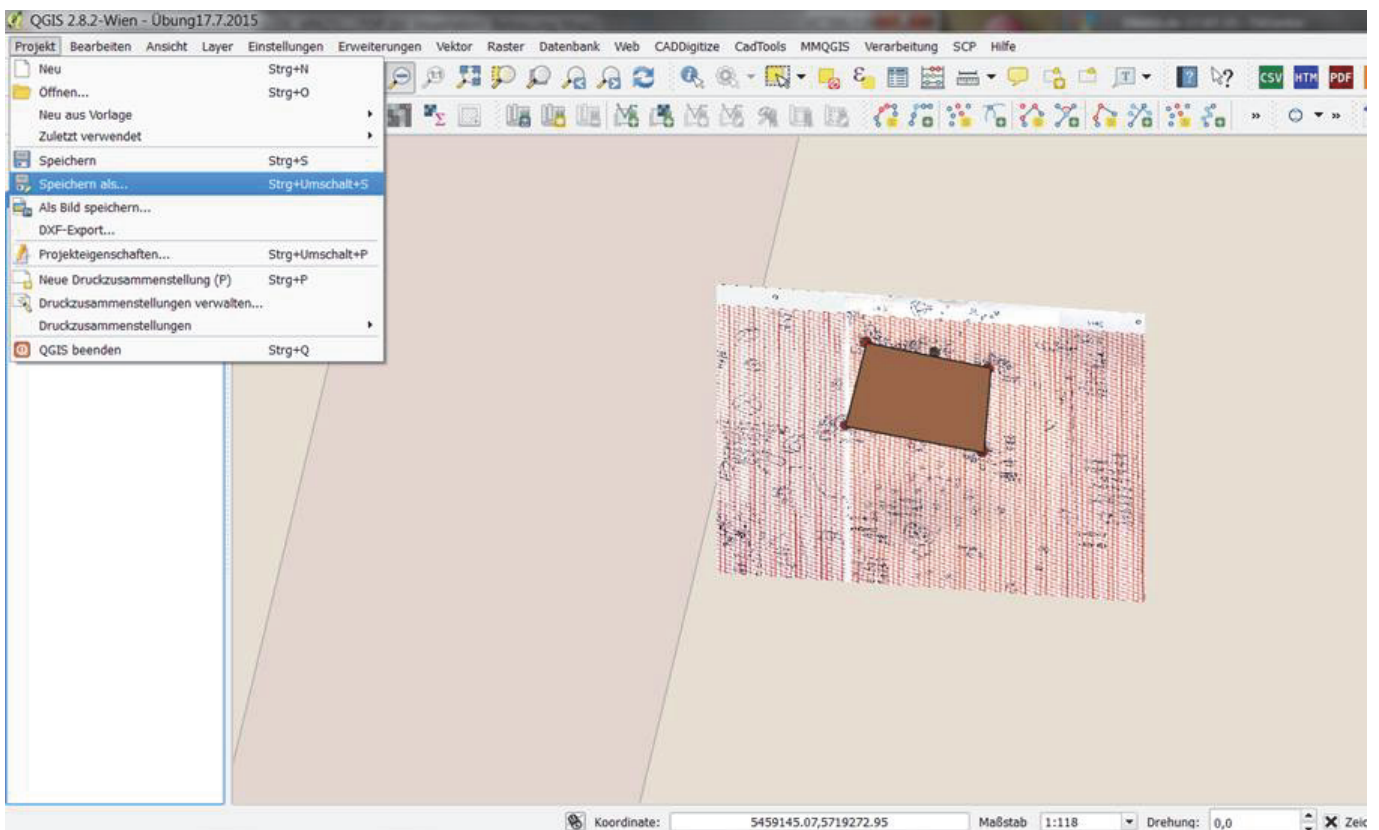 QGIS 2.8.2-Wien - Übung17.7.2015
Projekt Bearbeiten Ansicht Layer Einstellungen Erweiterungen Vektor Raster Datenbank Web CADDigitize CadTools MMQGIS Verarbeitung SCP Hilfe
Neu Strg+N
Öffnen... Strg+O
Neu aus Vorlage
Zuletzt verwendet
Speichern Strg+S
Speichern als... Strg+Umschalt+S
Als Bild speichern...
DXF-Export...
Projekteigenschaften... Strg+Umschalt+P
Neue Druckzusammenstellung (P) Strg+P
Druckzusammenstellungen verwalten...
Druckzusammenstellungen
QGIS beenden Strg+Q
CSV HTM PDF
Koordinate: 5459145.07,5719272.95 Maßstab 1:118 Drehung: 0,0 Zeic